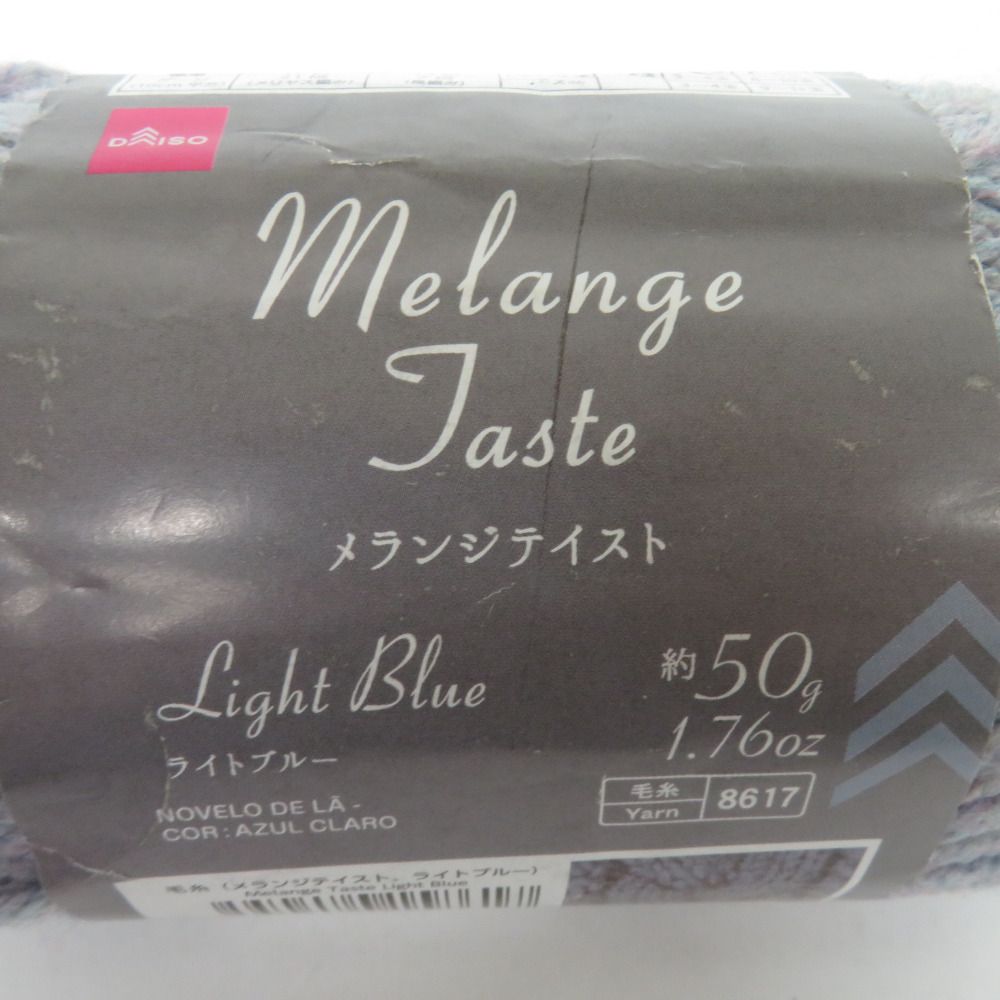 DAISO
Melange
Taste
メランジテイスト
Light Blue
ライトブルー
約50g
1.76oz
NOVELO DE LÃ -
COR : AZUL CLARO
毛糸
Yarn
8617
毛糸（メランジテイスト、ライトブルー）
Melange Taste Light Blue